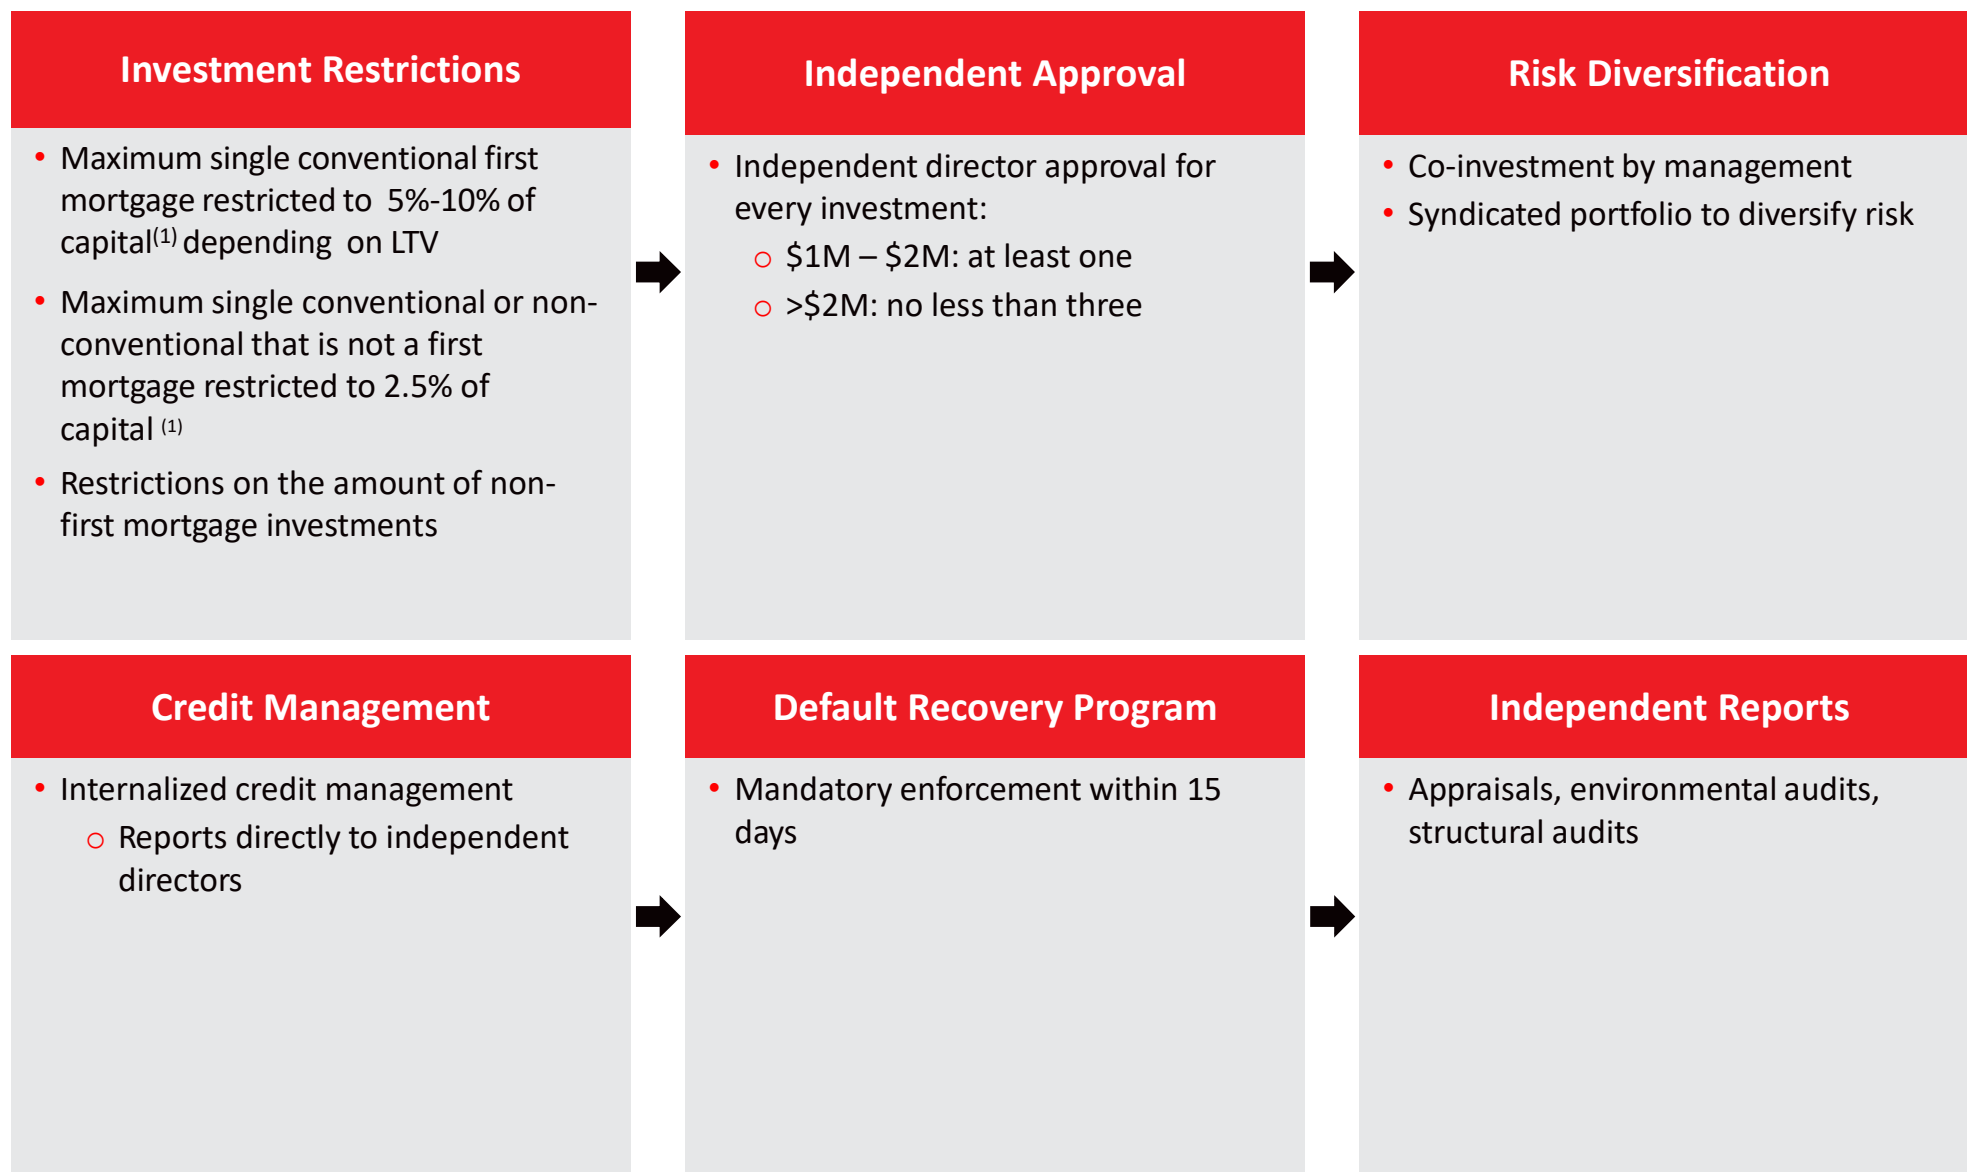 Investment Restrictions
• Maximum single conventional first
mortgage restricted to  5%-10% of
capital(1) depending  on LTV
• Maximum single conventional or non-
conventional that is not a first
mortgage restricted to 2.5% of
capital (1)
• Restrictions on the amount of non-
first mortgage investments
Independent Approval
• Independent director approval for
every investment:
o $1M – $2M: at least one
o >$2M: no less than three
Risk Diversification
• Co-investment by management
• Syndicated portfolio to diversify risk
Credit Management
• Internalized credit management
o Reports directly to independent
directors
Default Recovery Program
• Mandatory enforcement within 15
days
Independent Reports
• Appraisals, environmental audits,
structural audits